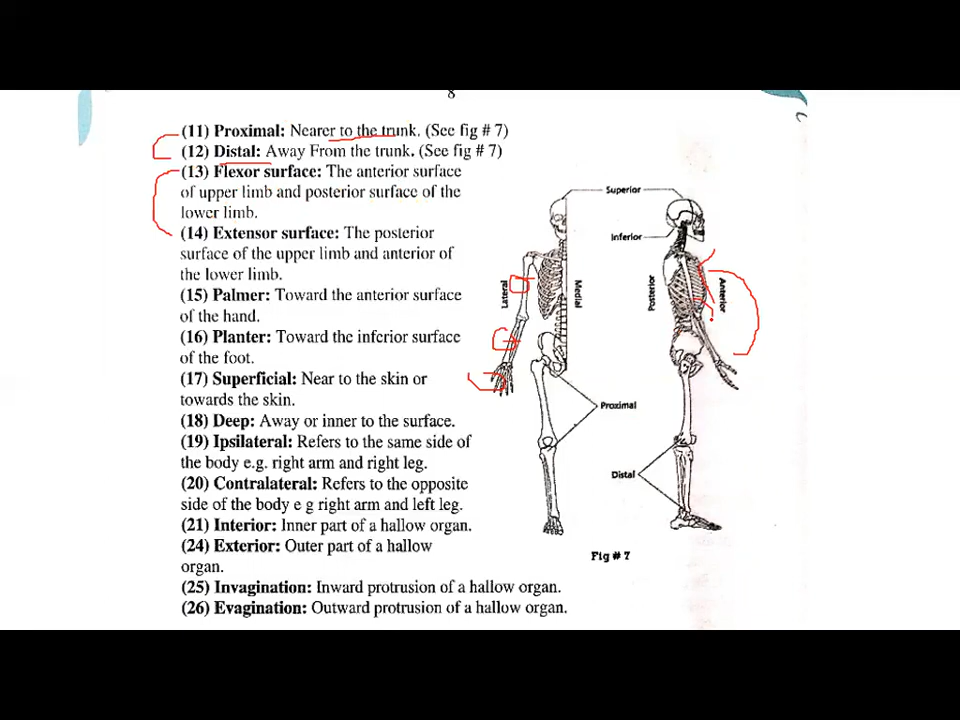 8
(11) Proximal: Nearer to the trunk. (See fig # 7)
(12) Distal: Away From the trunk. (See fig # 7)
(13) Flexor surface: The anterior surface
of upper limb and posterior surface of the
lower limb.
(14) Extensor surface: The posterior
surface of the upper limb and anterior of
the lower limb.
(15) Palmer: Toward the anterior surface
of the hand.
(16) Planter: Toward the inferior surface
of the foot.
(17) Superficial: Near to the skin or
towards the skin.
(18) Deep: Away or inner to the surface.
(19) Ipsilateral: Refers to the same side of
the body e.g. right arm and right leg.
(20) Contralateral: Refers to the opposite
side of the body e g right arm and left leg.
(21) Interior: Inner part of a hallow organ.
(24) Exterior: Outer part of a hallow
organ.
(25) Invagination: Inward protrusion of a hallow organ.
(26) Evagination: Outward protrusion of a hallow organ.
Superior
Inferior
Lateral
Medial
Posterior
Anterior
Proximal
Distal
Fig # 7